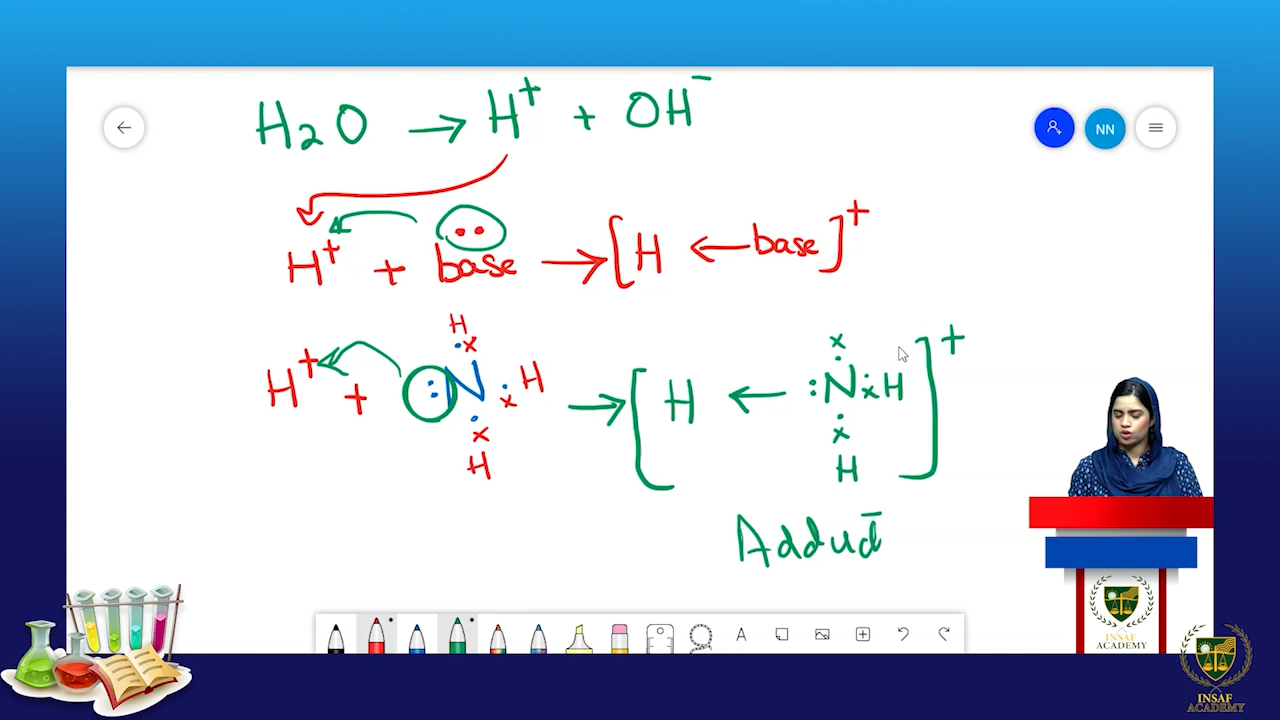 H₂O → H⁺ + OH⁻
NN
H⁺ + base → [H ← base]⁺
H
x
H⁺ + :N x H → [H ← :N x H]⁺
x
H
x
x
H
Adduct
A
INSAF
ACADEMY
INSAF
ACADEMY